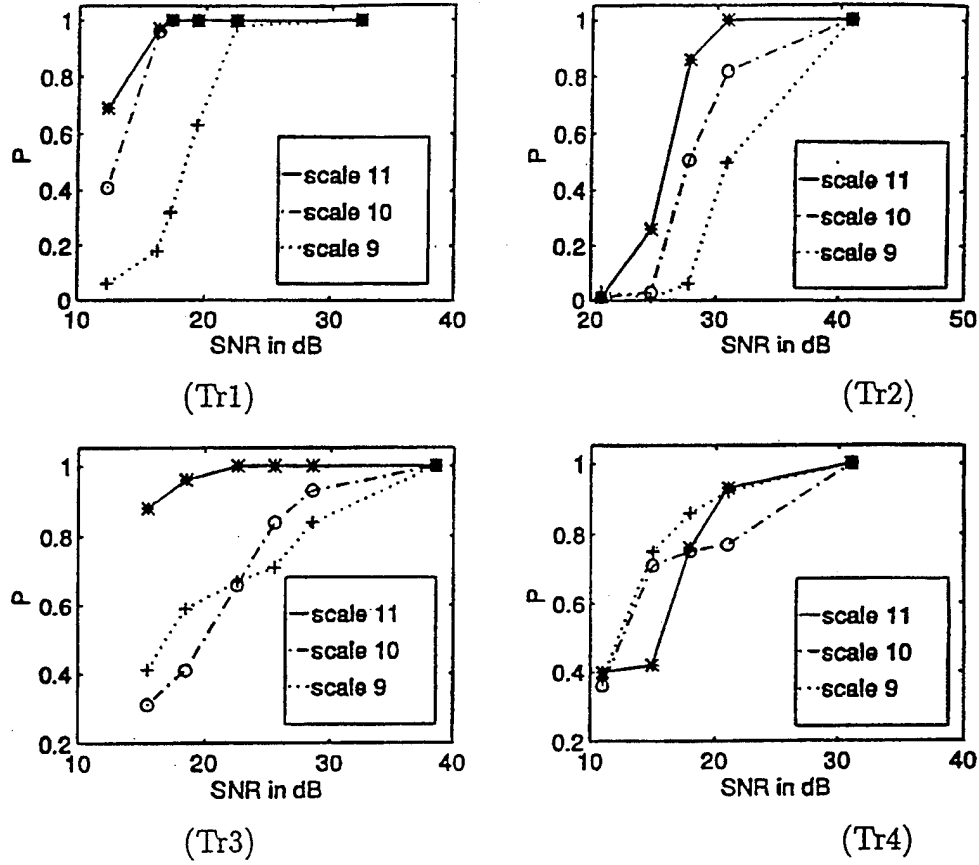 1
0.8
0.6
P
0.4
0.2
0
scale 11
scale 10
scale 9
10 20 30 40
SNR in dB
(Tr1)
1
0.8
0.6
P
0.4
0.2
0
scale 11
scale 10
scale 9
20 30 40 50
SNR in dB
(Tr2)
1
0.8
P
0.6
0.4
0.2
scale 11
scale 10
scale 9
10 20 30 40
SNR in dB
(Tr3)
1
0.8
P
0.6
0.4
0.2
scale 11
scale 10
scale 9
10 20 30 40
SNR in dB
(Tr4)